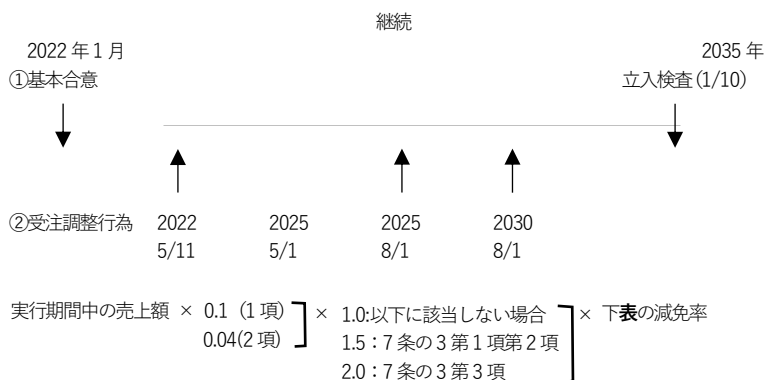 継続
2022 年 1 月 2035 年
①基本合意 立入検査 (1/10)
②受注調整行為 2022 2025 2025 2030
5/11 5/1 8/1 8/1
実行期間中の売上額 × 0.1 (1 項) × 1.0:以下に該当しない場合 × 下表の減免率
0.04(2 項) 1.5：7 条の 3 第 1 項第 2 項
2.0：7 条の 3 第 3 項